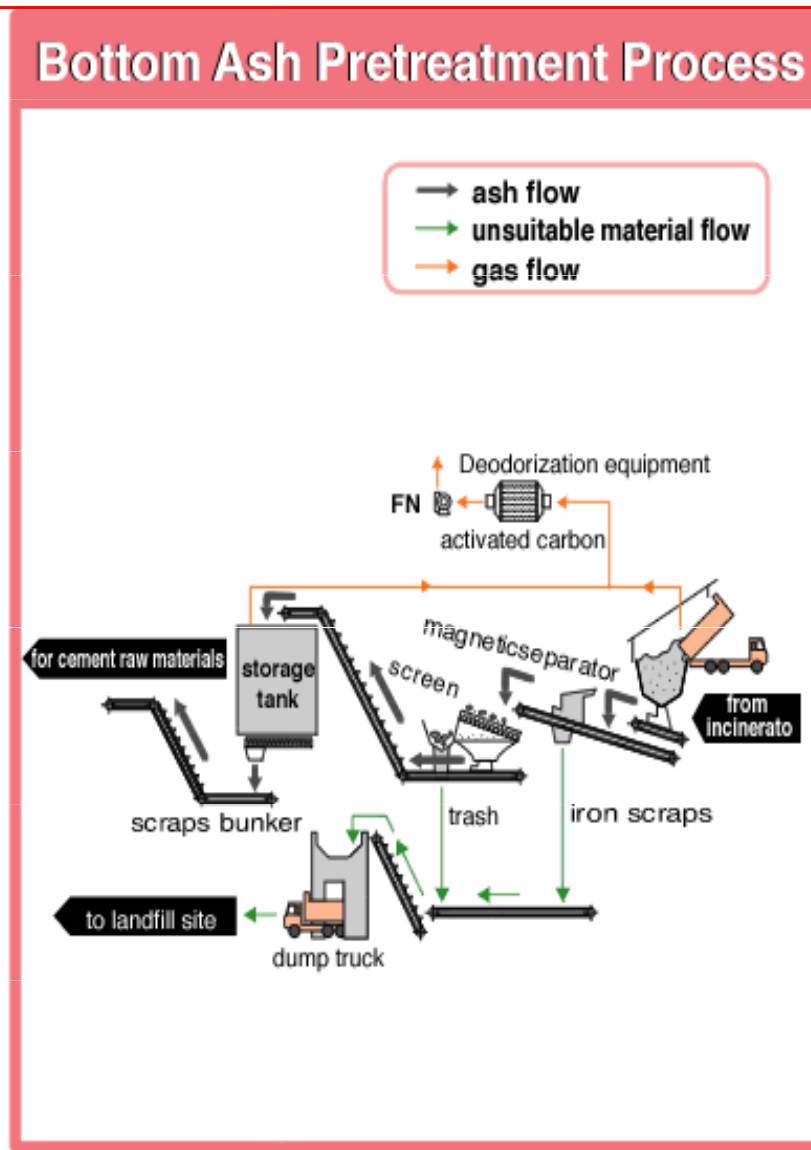 Bottom Ash Pretreatment Process
ash flow
unsuitable material flow
gas flow
Deodorization equipment
FN
activated carbon
magneticseparator
for cement raw materials
storage
tank
screen
from
incinerato
scraps bunker
trash
iron scraps
to landfill site
dump truck